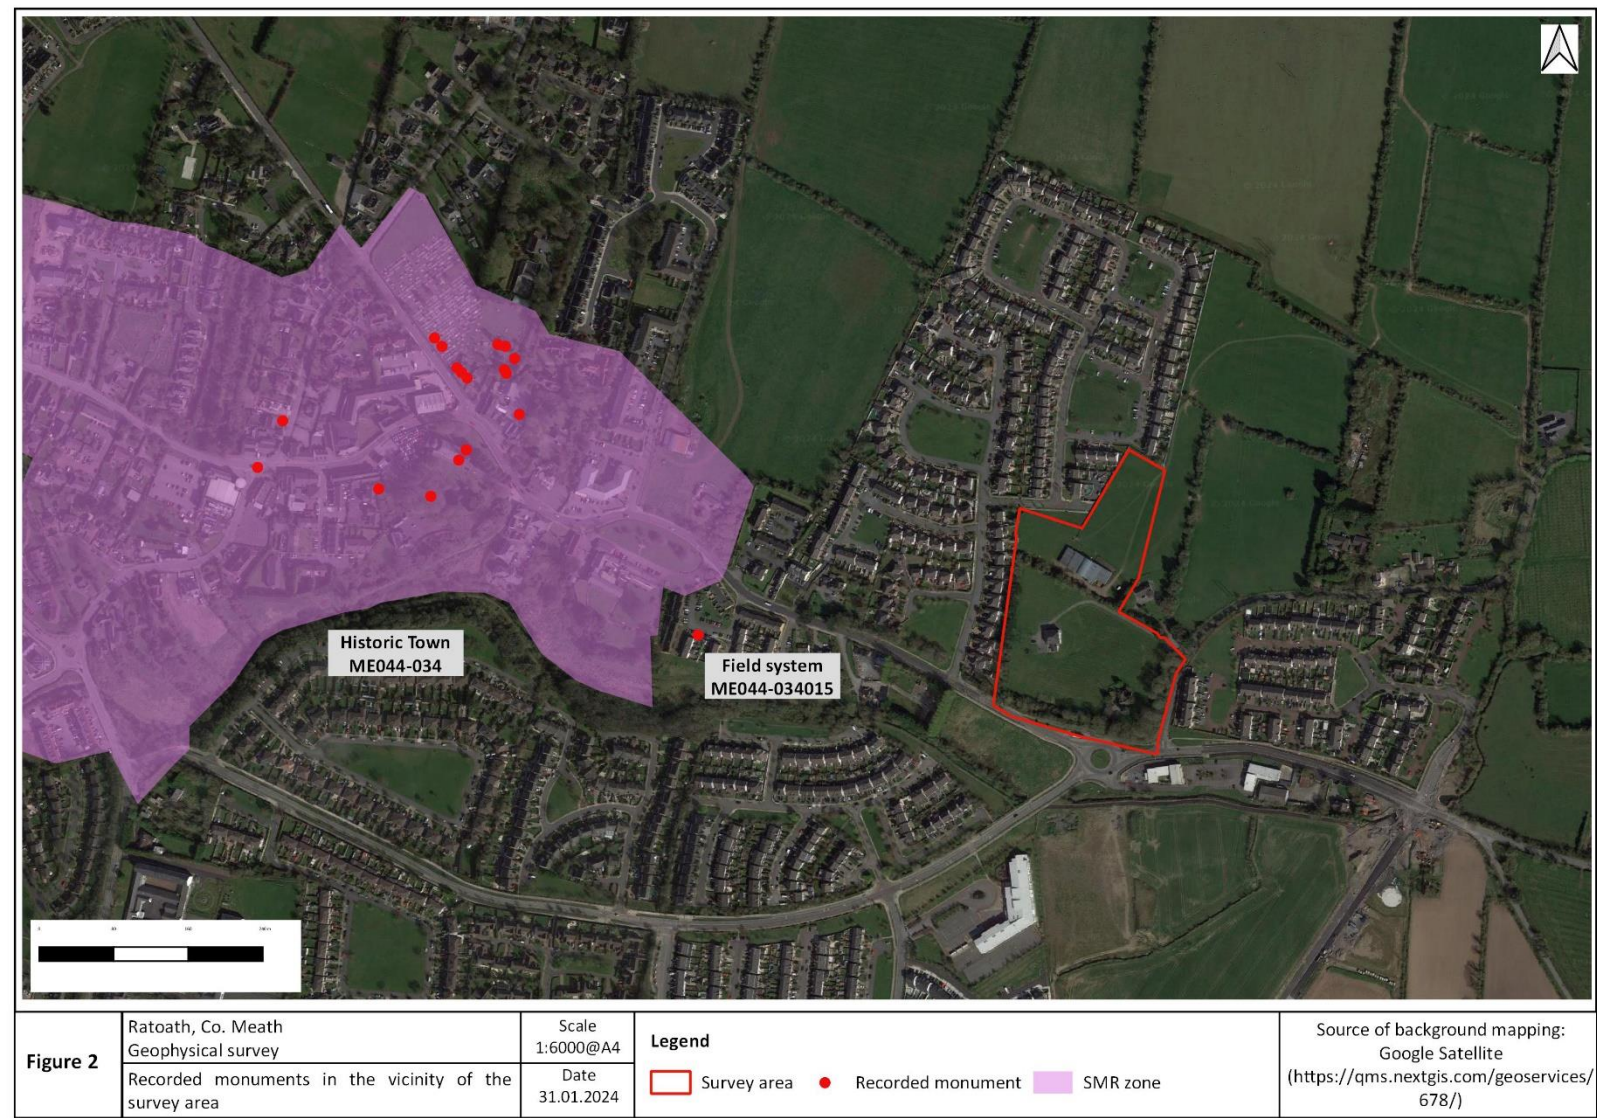 Historic Town
ME044-034
Field system
ME044-034015
0
Figure 2
Ratoath, Co. Meath
Geophysical survey
Recorded monuments in the vicinity of the
survey area
Scale
1:6000@A4
Date
31.01.2024
Legend
Survey area
Recorded monument
SMR zone
Source of background mapping:
Google Satellite
(https://qms.nextgis.com/geoservices/
678/)